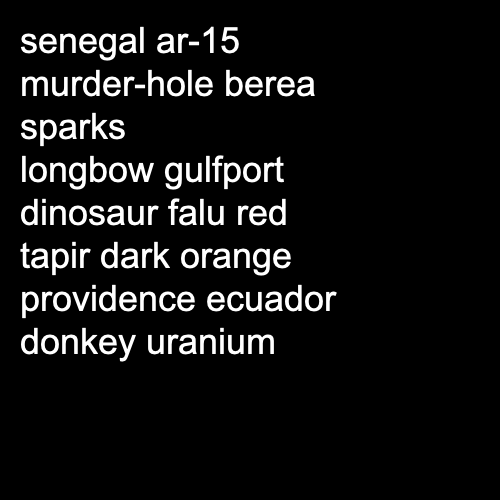 senegal ar-15
murder-hole berea
sparks
longbow gulfport
dinosaur falu red
tapir dark orange
providence ecuador
donkey uranium